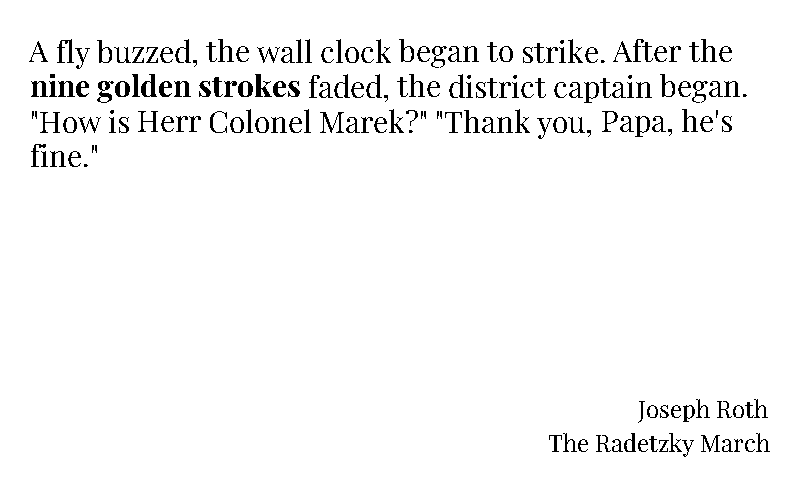 A fly buzzed, the wall clock began to strike. After the
nine golden strokes faded, the district captain began.
"How is Herr Colonel Marek?" "Thank you, Papa, he's
fine."
Joseph Roth
The Radetzky March